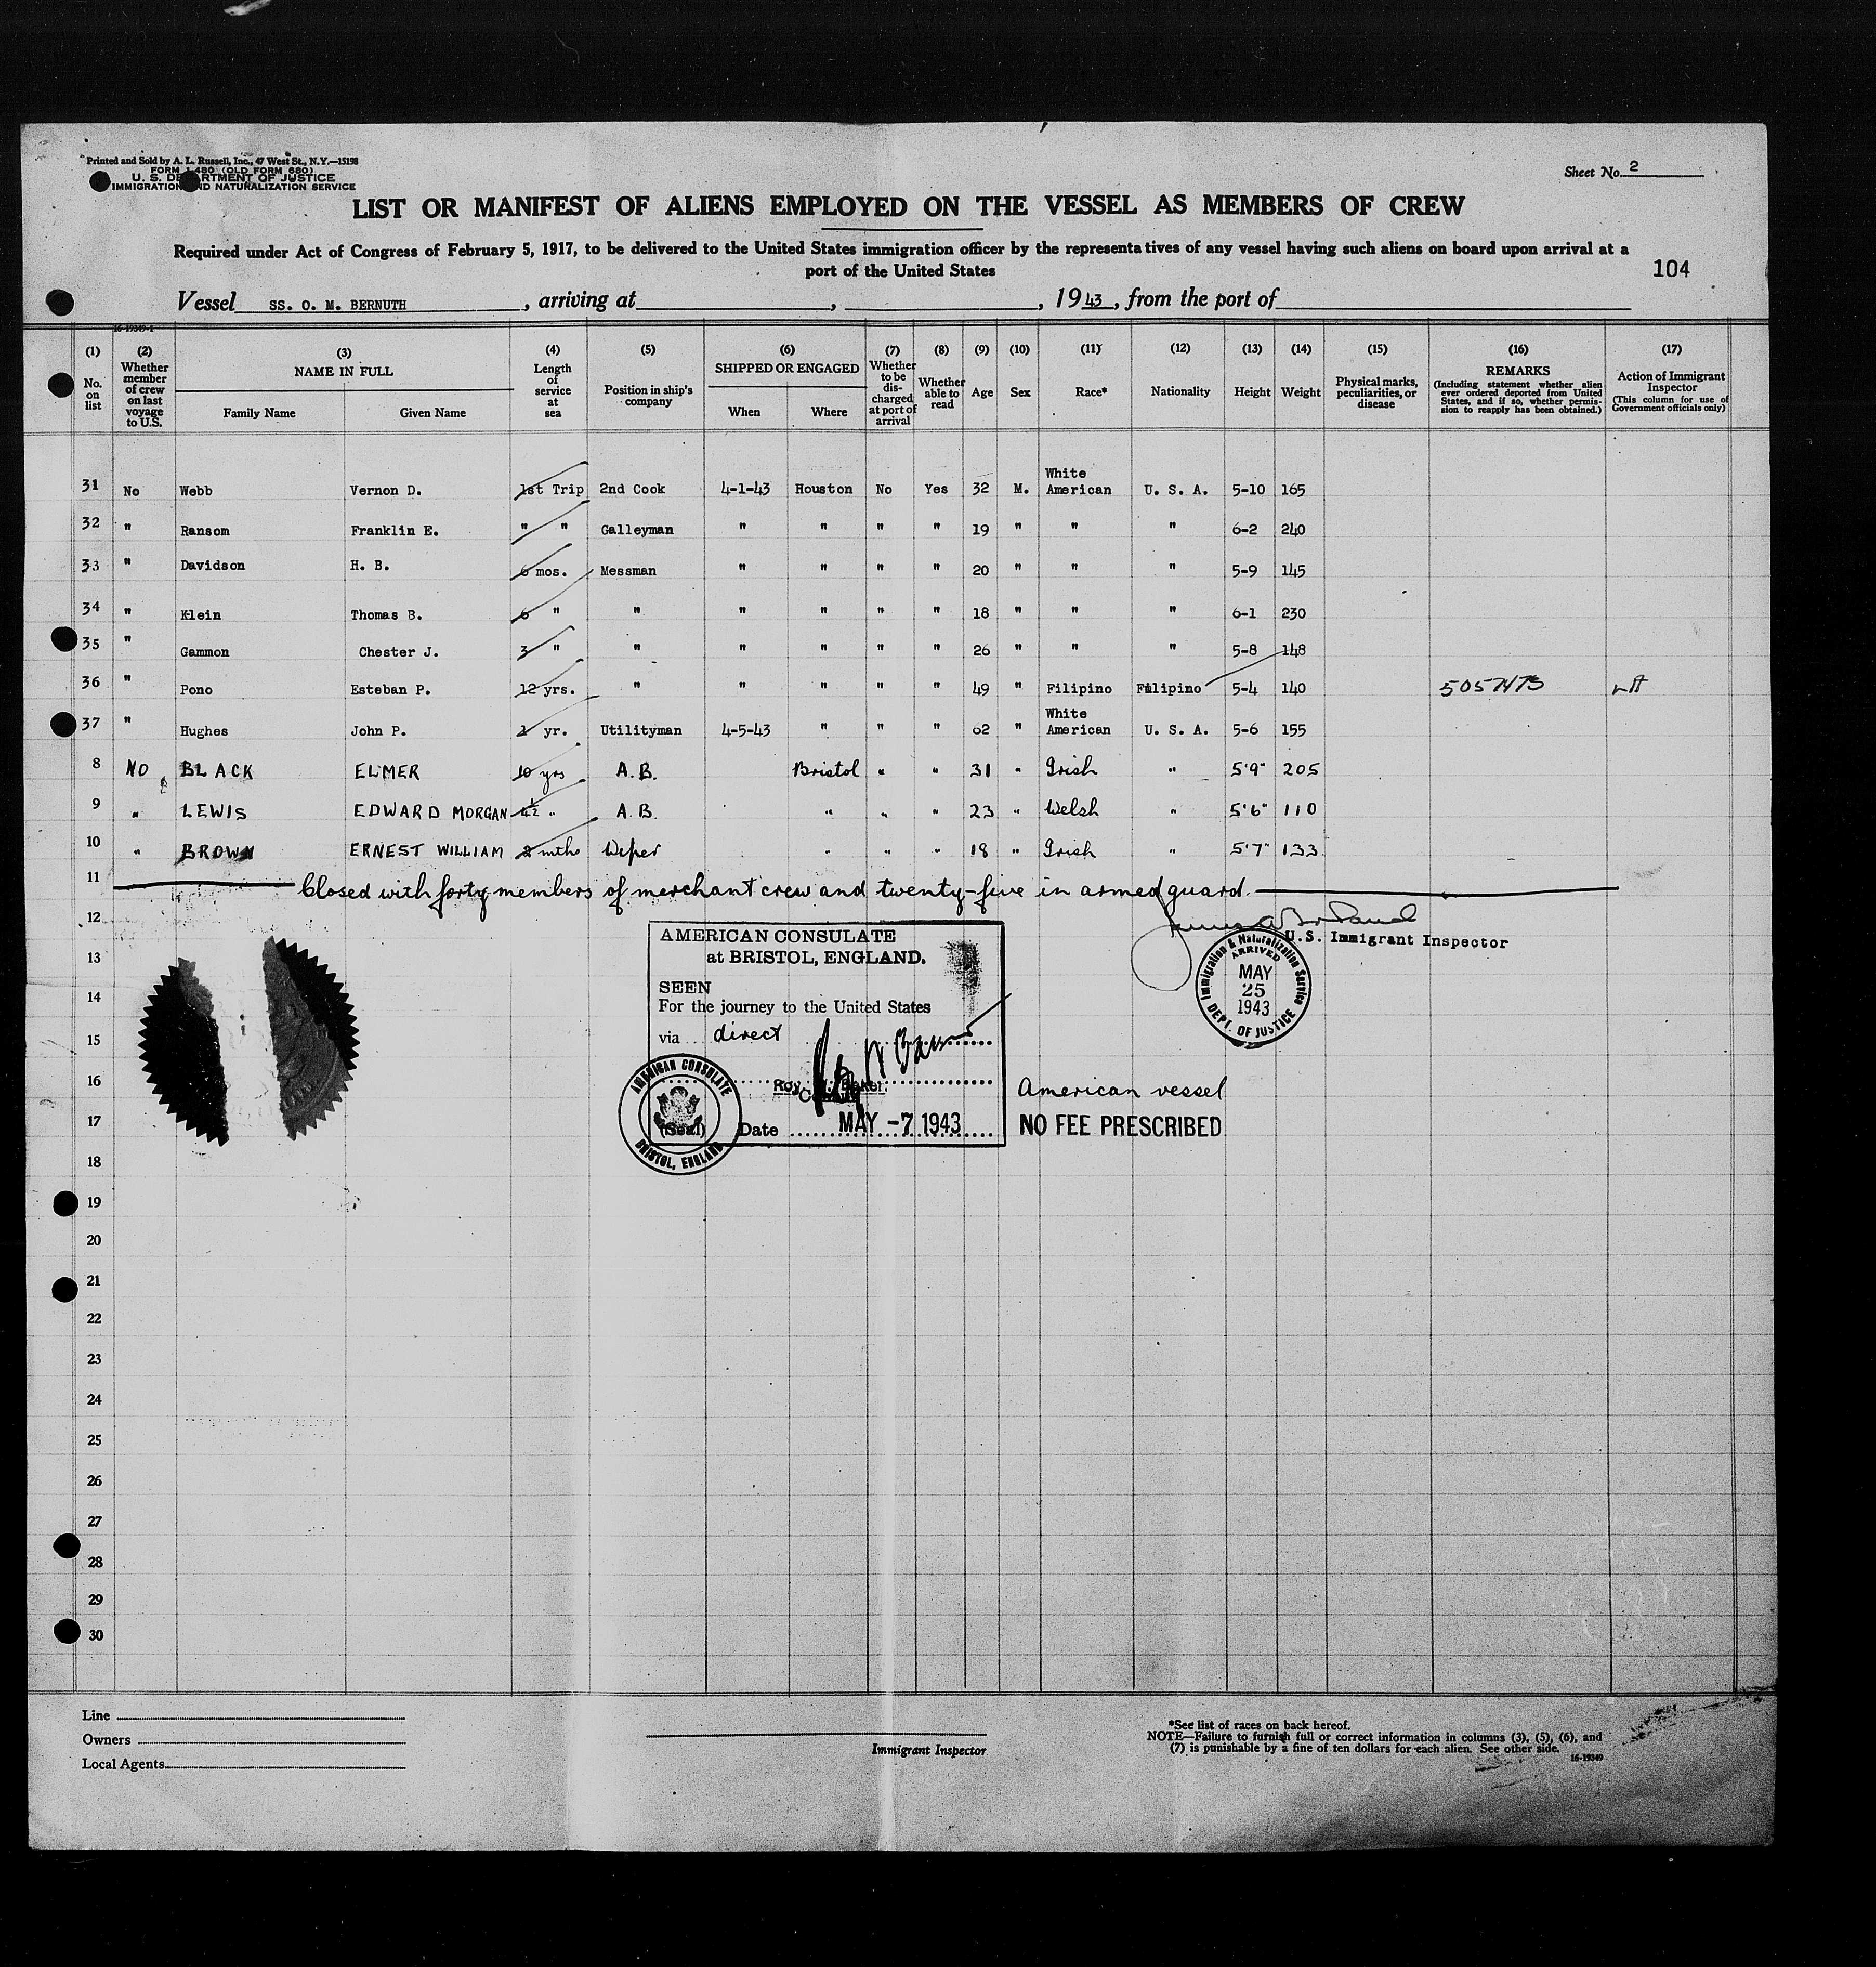 Printed and Sold by A. L. Russell, Inc., 47 West St., N.Y.—15198
FORM I-480 (OLD FORM 680)
U. S. DEPARTMENT OF JUSTICE
IMMIGRATION AND NATURALIZATION SERVICE
Sheet No. 2
LIST OR MANIFEST OF ALIENS EMPLOYED ON THE VESSEL AS MEMBERS OF CREW
Required under Act of Congress of February 5, 1917, to be delivered to the United States immigration officer by the representatives of any vessel having such aliens on board upon arrival at a
port of the United States
104
Vessel SS. O. M. BERNUTH, arriving at , , 1943, from the port of
16-19349-1
(1) No. on list
(2) Whether member of crew on last voyage to U.S.
(3) NAME IN FULL Family Name Given Name
(4) Length of service at sea
(5) Position in ship's company
(6) SHIPPED OR ENGAGED When Where
(7) Whether to be dis-charged at port of arrival
(8) Whether able to read
(9) Age
(10) Sex
(11) Race*
(12) Nationality
(13) Height
(14) Weight
(15) Physical marks, peculiarities, or disease
(16) REMARKS (Including statement whether alien ever ordered deported from United States, and if so, whether permis-sion to reapply has been obtained.)
(17) Action of Immigrant Inspector (This column for use of Government officials only)
31 No Webb Vernon D. 1st Trip 2nd Cook 4-1-43 Houston No Yes 32 M. White American U. S. A. 5-10 165
32 " Ransom Franklin E. " " Galleyman " " " " 19 " " " 6-2 240
33 " Davidson H. B. 6 mos. Messman " " " " 20 " " " 5-9 145
34 " Klein Thomas B. 6 " " " " " " 18 " " " 6-1 230
35 " Gammon Chester J. 3 " " " " " " 26 " " " 5-8 148
36 " Pono Esteban P. 12 yrs. " " " " " 49 " Filipino Filipino 5-4 140
37 " Hughes John P. 1 yr. Utilityman 4-5-43 " " " 62 " White American U. S. A. 5-6 155
8 NO BLACK ELMER 10 yrs A.B. Bristol " " 31 " Irish " 5'9" 205
9 " LEWIS EDWARD MORGAN 4½ " A.B. " " " 23 " Welsh " 5'6" 110
10 " BROWN ERNEST WILLIAM 8 mths Wiper " " " 18 " Irish " 5'7" 133
11 Closed with forty members of merchant crew and twenty-five in armed guard.
12
U.S. Immigrant Inspector
13
14
15
16
17
18
19
20
21
22
23
24
25
26
27
28
29
30
AMERICAN CONSULATE
at BRISTOL, ENGLAND.
SEEN
For the journey to the United States
via direct
Roy Baker
(Seal) Date MAY -7 1943
AMERICAN CONSULATE
BRISTOL, ENGLAND
Immigration & Naturalization Service
ARRIVED
MAY
25
1943
DEPT. OF JUSTICE
American vessel
NO FEE PRESCRIBED
Line
Owners
Local Agents
Immigrant Inspector
*See list of races on back hereof.
NOTE—Failure to furnish full or correct information in columns (3), (5), (6), and
(7) is punishable by a fine of ten dollars for each alien. See other side.
16-19349